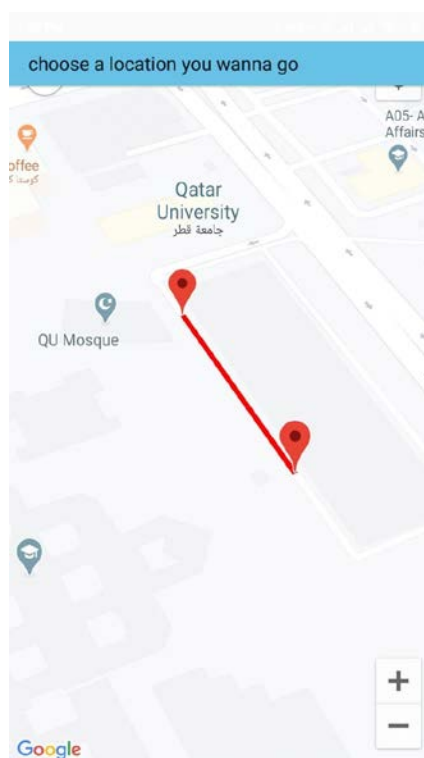 choose a location you wanna go
A05- A
Affairs
offee
Qatar
University
جامعة قطر
QU Mosque
+
−
Google